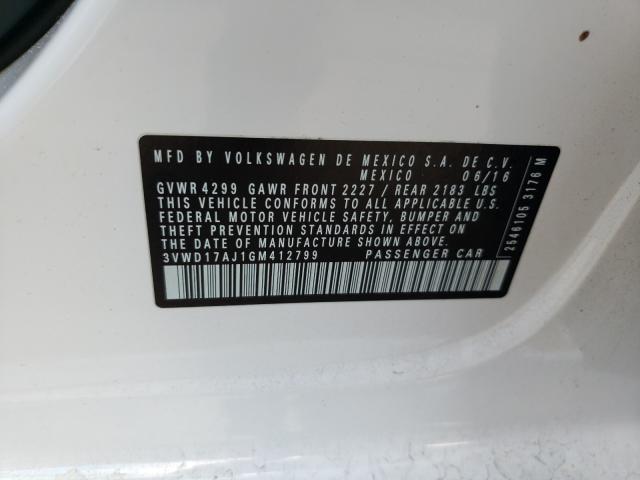 MFD BY VOLKSWAGEN DE MEXICO S.A. DE C.V.
MEXICO 06/16
GVWR 4299 GAWR FRONT 2227 / REAR 2183 LBS
THIS VEHICLE CONFORMS TO ALL APPLICABLE U.S.
FEDERAL MOTOR VEHICLE SAFETY, BUMPER AND
THEFT PREVENTION STANDARDS IN EFFECT ON
THE DATE OF MANUFACTURE SHOWN ABOVE.
3VWD17AJ1GM412799 PASSENGER CAR
2546105 3176 M